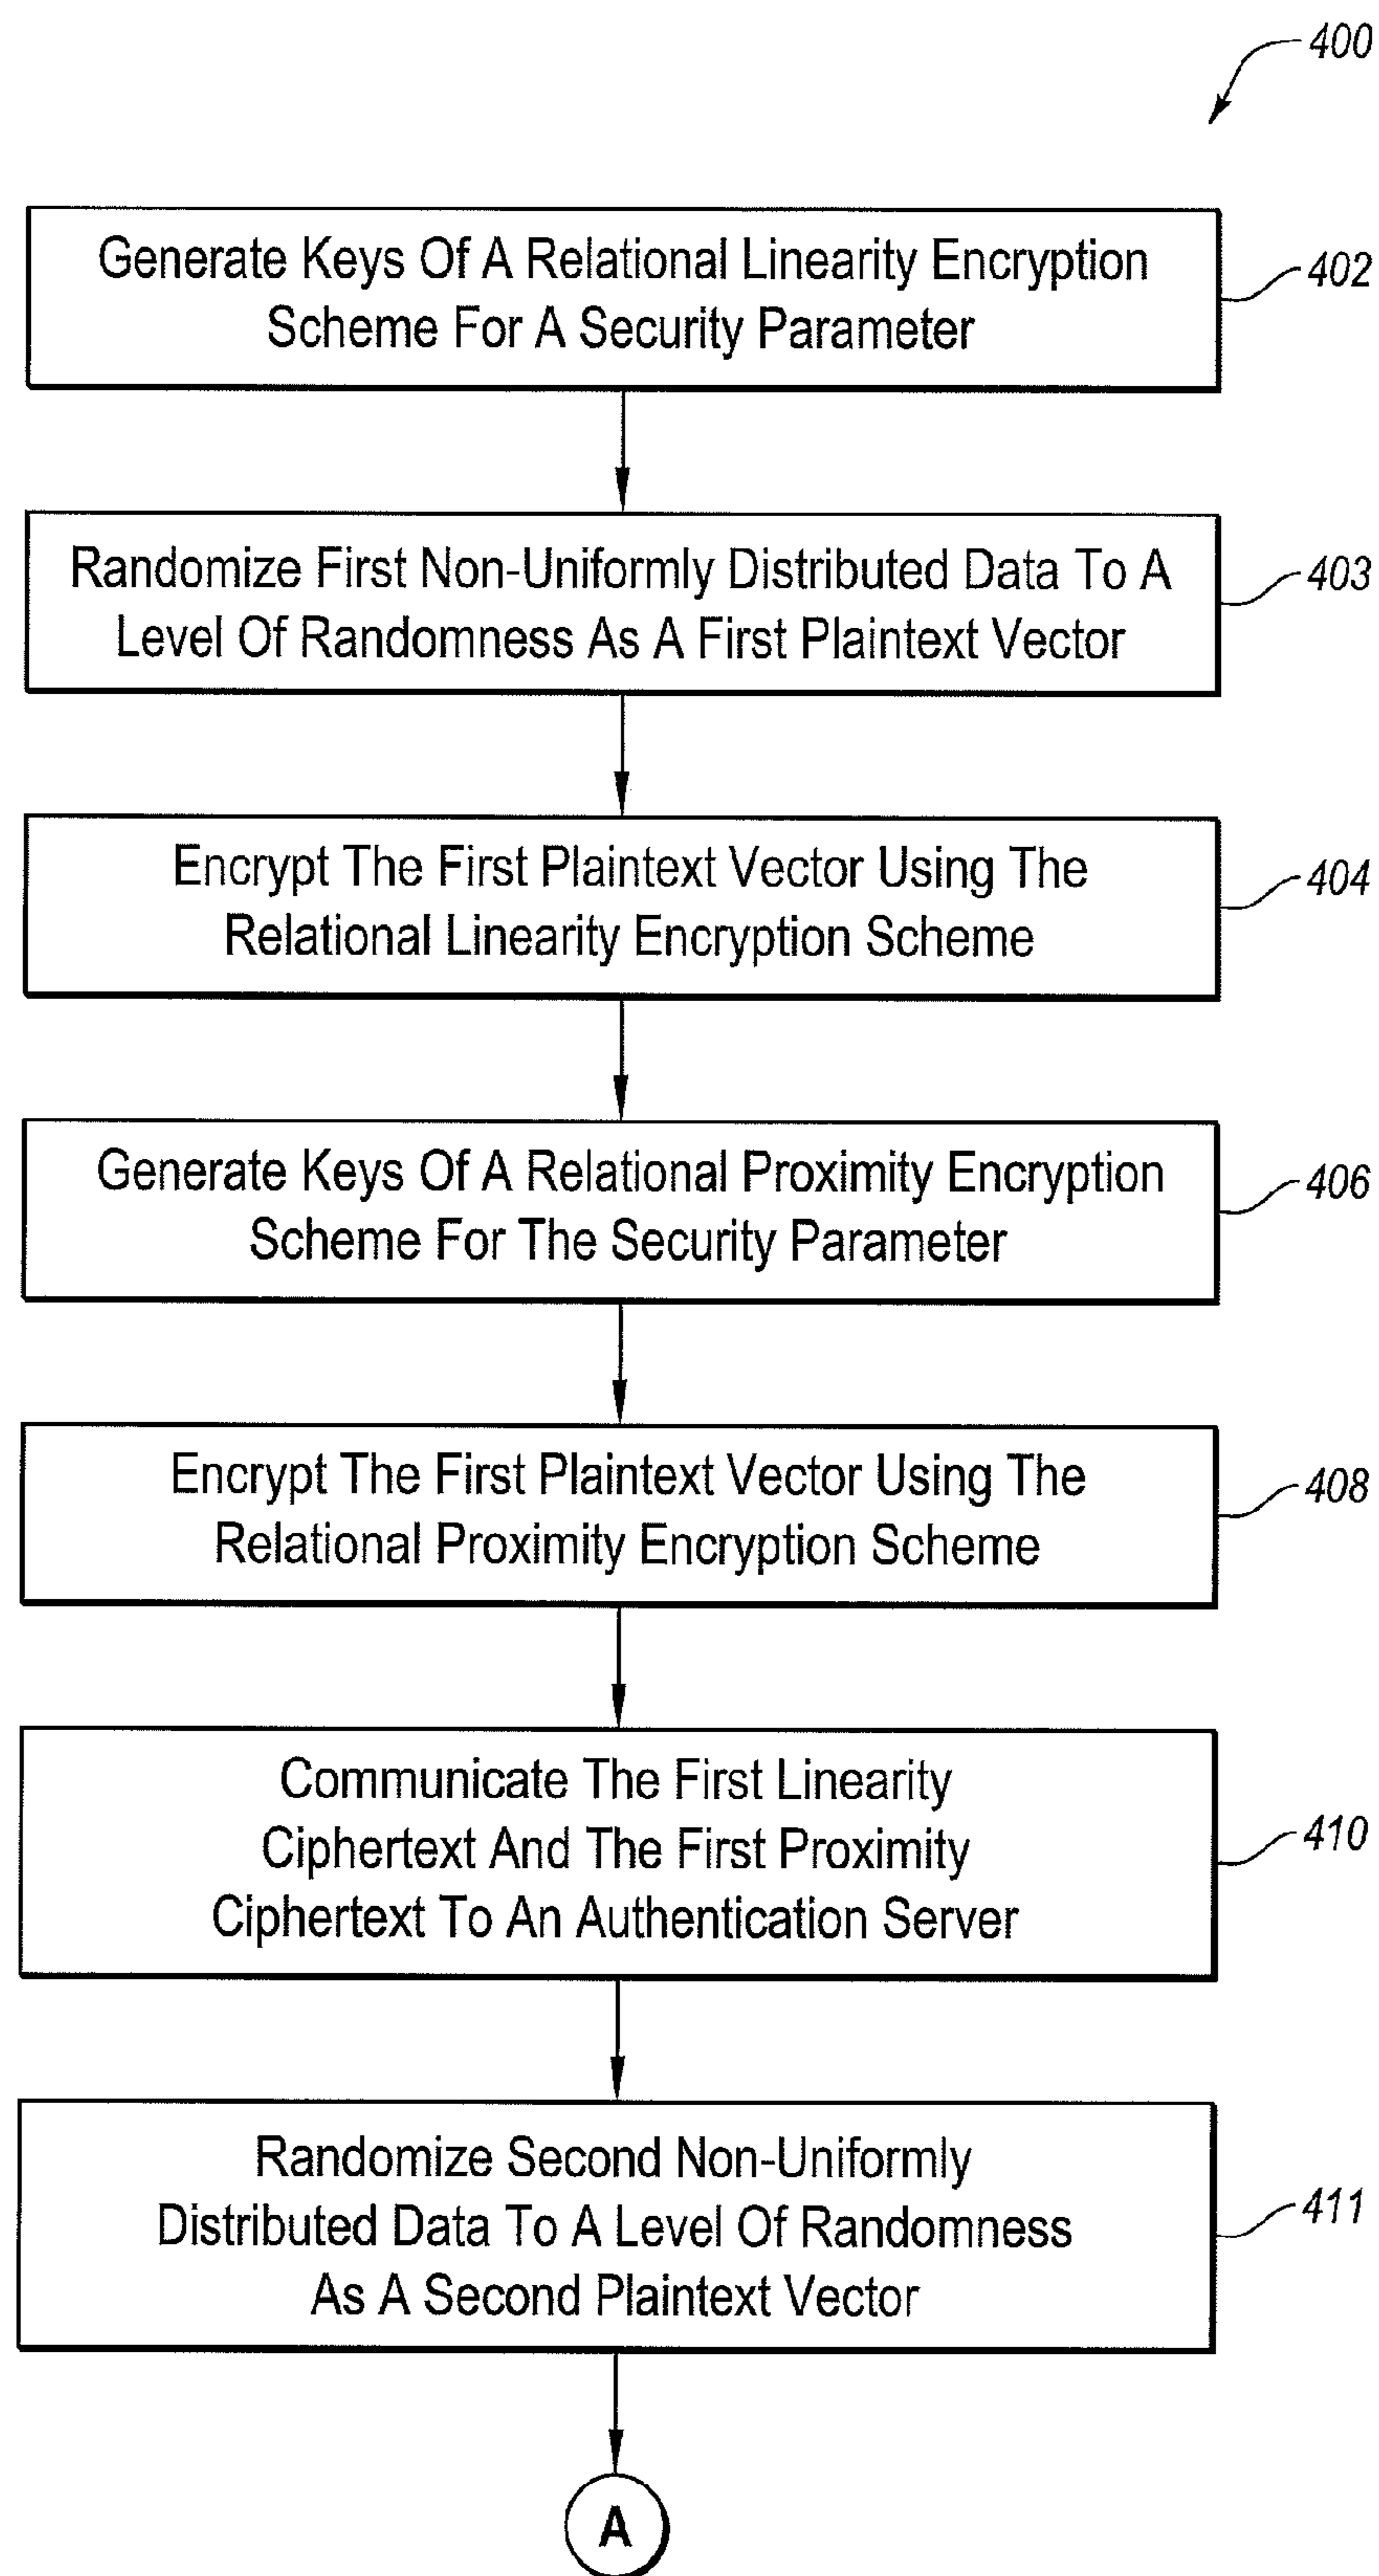 400
Generate Keys Of A Relational Linearity Encryption
Scheme For A Security Parameter
402
Randomize First Non-Uniformly Distributed Data To A
Level Of Randomness As A First Plaintext Vector
403
Encrypt The First Plaintext Vector Using The
Relational Linearity Encryption Scheme
404
Generate Keys Of A Relational Proximity Encryption
Scheme For The Security Parameter
406
Encrypt The First Plaintext Vector Using The
Relational Proximity Encryption Scheme
408
Communicate The First Linearity
Ciphertext And The First Proximity
Ciphertext To An Authentication Server
410
Randomize Second Non-Uniformly
Distributed Data To A Level Of Randomness
As A Second Plaintext Vector
411
A